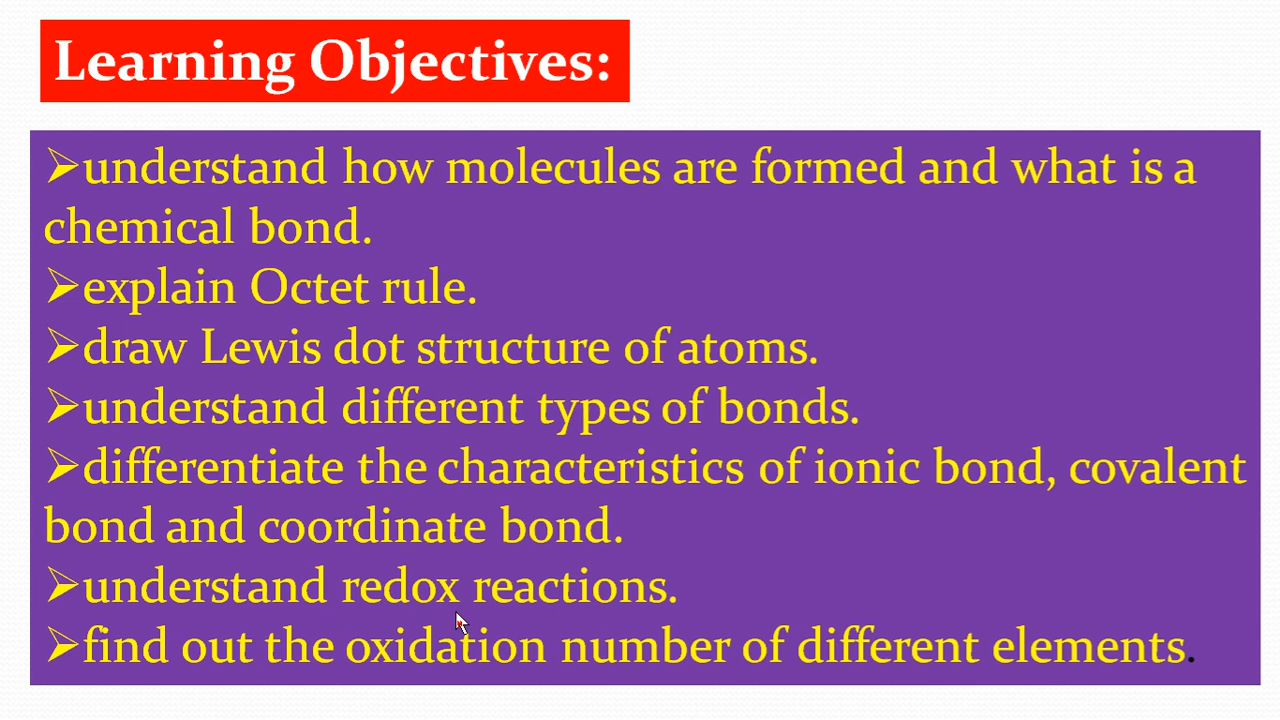 Learning Objectives:
➢understand how molecules are formed and what is a
chemical bond.
➢explain Octet rule.
➢draw Lewis dot structure of atoms.
➢understand different types of bonds.
➢differentiate the characteristics of ionic bond, covalent
bond and coordinate bond.
➢understand redox reactions.
➢find out the oxidation number of different elements.